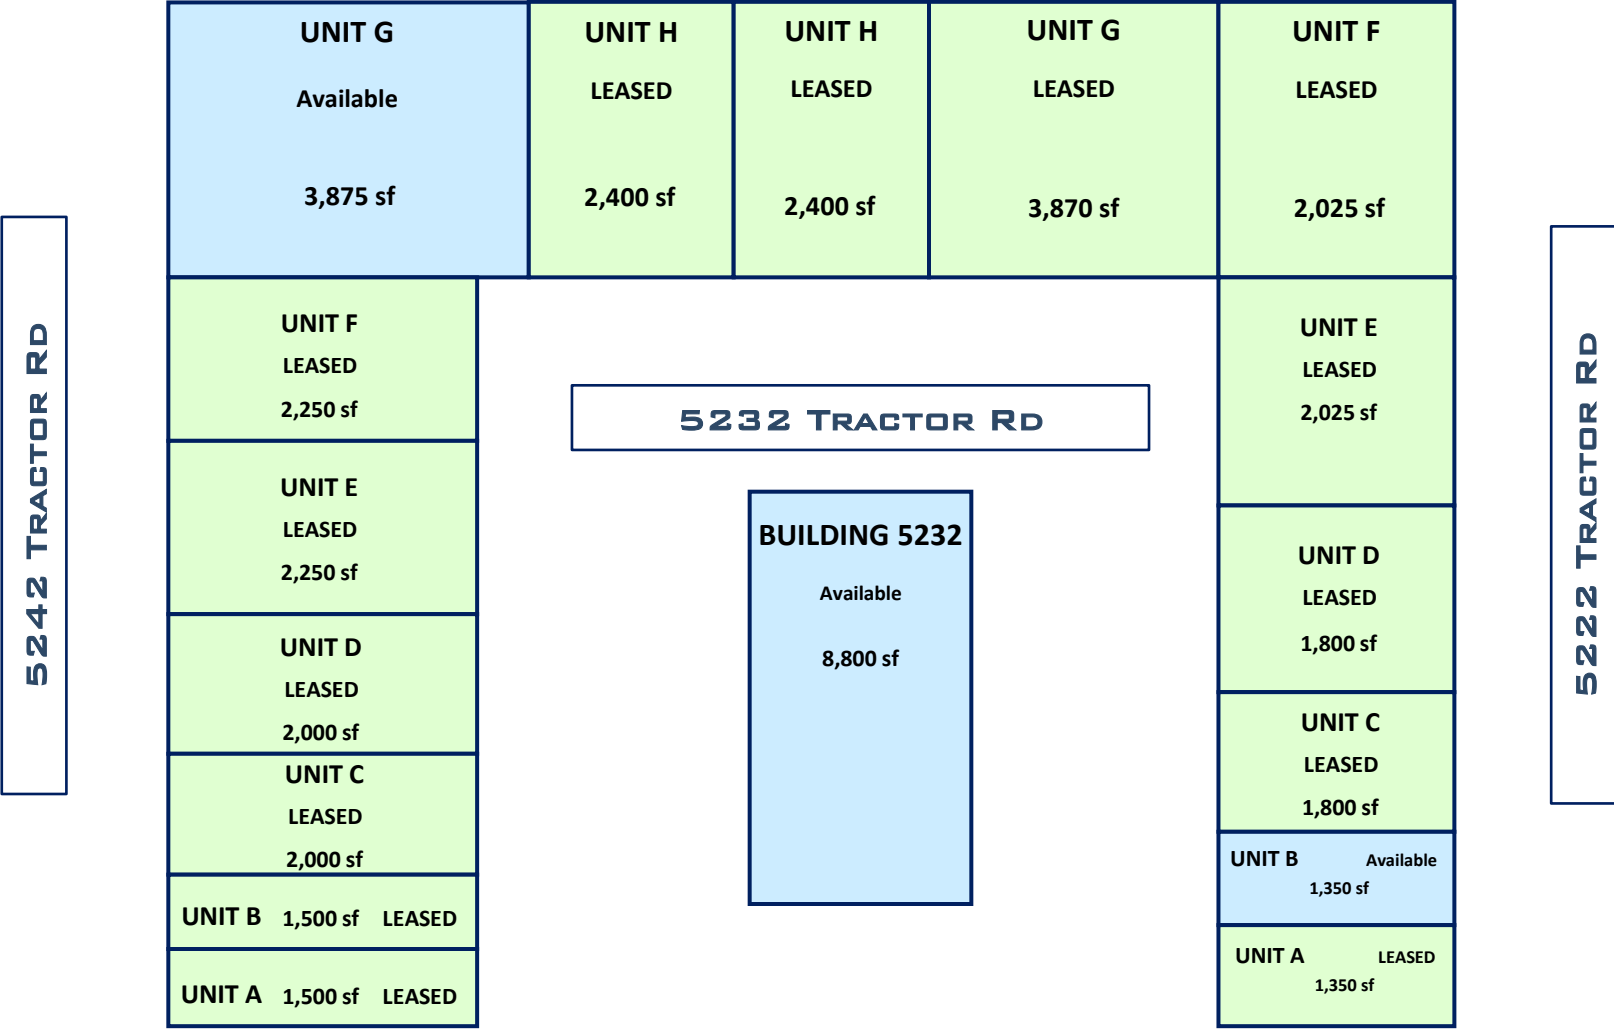 UNIT G
Available
3,875 sf
UNIT H
LEASED
2,400 sf
UNIT H
LEASED
2,400 sf
UNIT G
LEASED
3,870 sf
UNIT F
LEASED
2,025 sf
5242 TRACTOR RD
UNIT F
LEASED
2,250 sf
UNIT E
LEASED
2,250 sf
UNIT D
LEASED
2,000 sf
UNIT C
LEASED
2,000 sf
UNIT B 1,500 sf LEASED
UNIT A 1,500 sf LEASED
5232 TRACTOR RD
BUILDING 5232
Available
8,800 sf
UNIT E
LEASED
2,025 sf
UNIT D
LEASED
1,800 sf
UNIT C
LEASED
1,800 sf
UNIT B Available
1,350 sf
UNIT A LEASED
1,350 sf
5222 TRACTOR RD